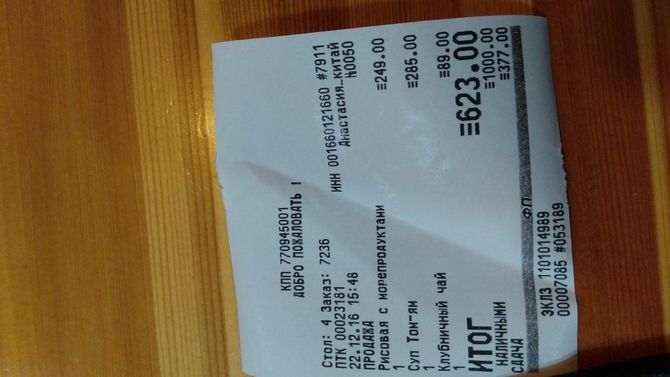 КПП 770945001
ДОБРО ПОЖАЛОВАТЬ !
Стол: 4 Заказ: 7236
ПТК 00023181 ИНН 001660121660 #7911
22.12.16 15:48 Анастасия_китай
ПРОДАЖА №0050
Рисовая с морепродуктами
1 ≡249.00
Суп Том-ям
1 ≡285.00
Клубничный чай
1 ≡89.00
ИТОГ ≡623.00
НАЛИЧНЫМИ ≡1000.00
СДАЧА ≡377.00
ФП
ЭКЛЗ 1101014989
00007085 #053189